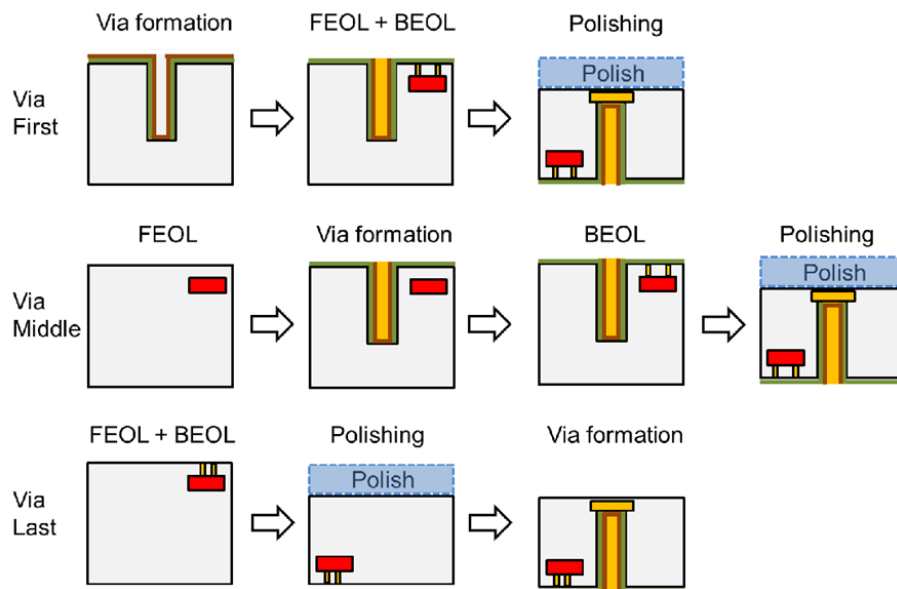 Via formation
FEOL + BEOL
Polishing
Via
First
Polish
FEOL
Via formation
BEOL
Polishing
Via
Middle
Polish
FEOL + BEOL
Polishing
Via formation
Via
Last
Polish